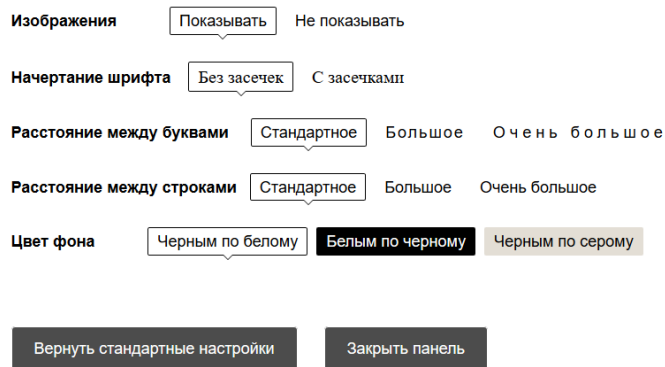 Изображения Показывать Не показывать
Начертание шрифта Без засечек С засечками
Расстояние между буквами Стандартное Большое Очень большое
Расстояние между строками Стандартное Большое Очень большое
Цвет фона Черным по белому Белым по черному Черным по серому
Вернуть стандартные настройки Закрыть панель